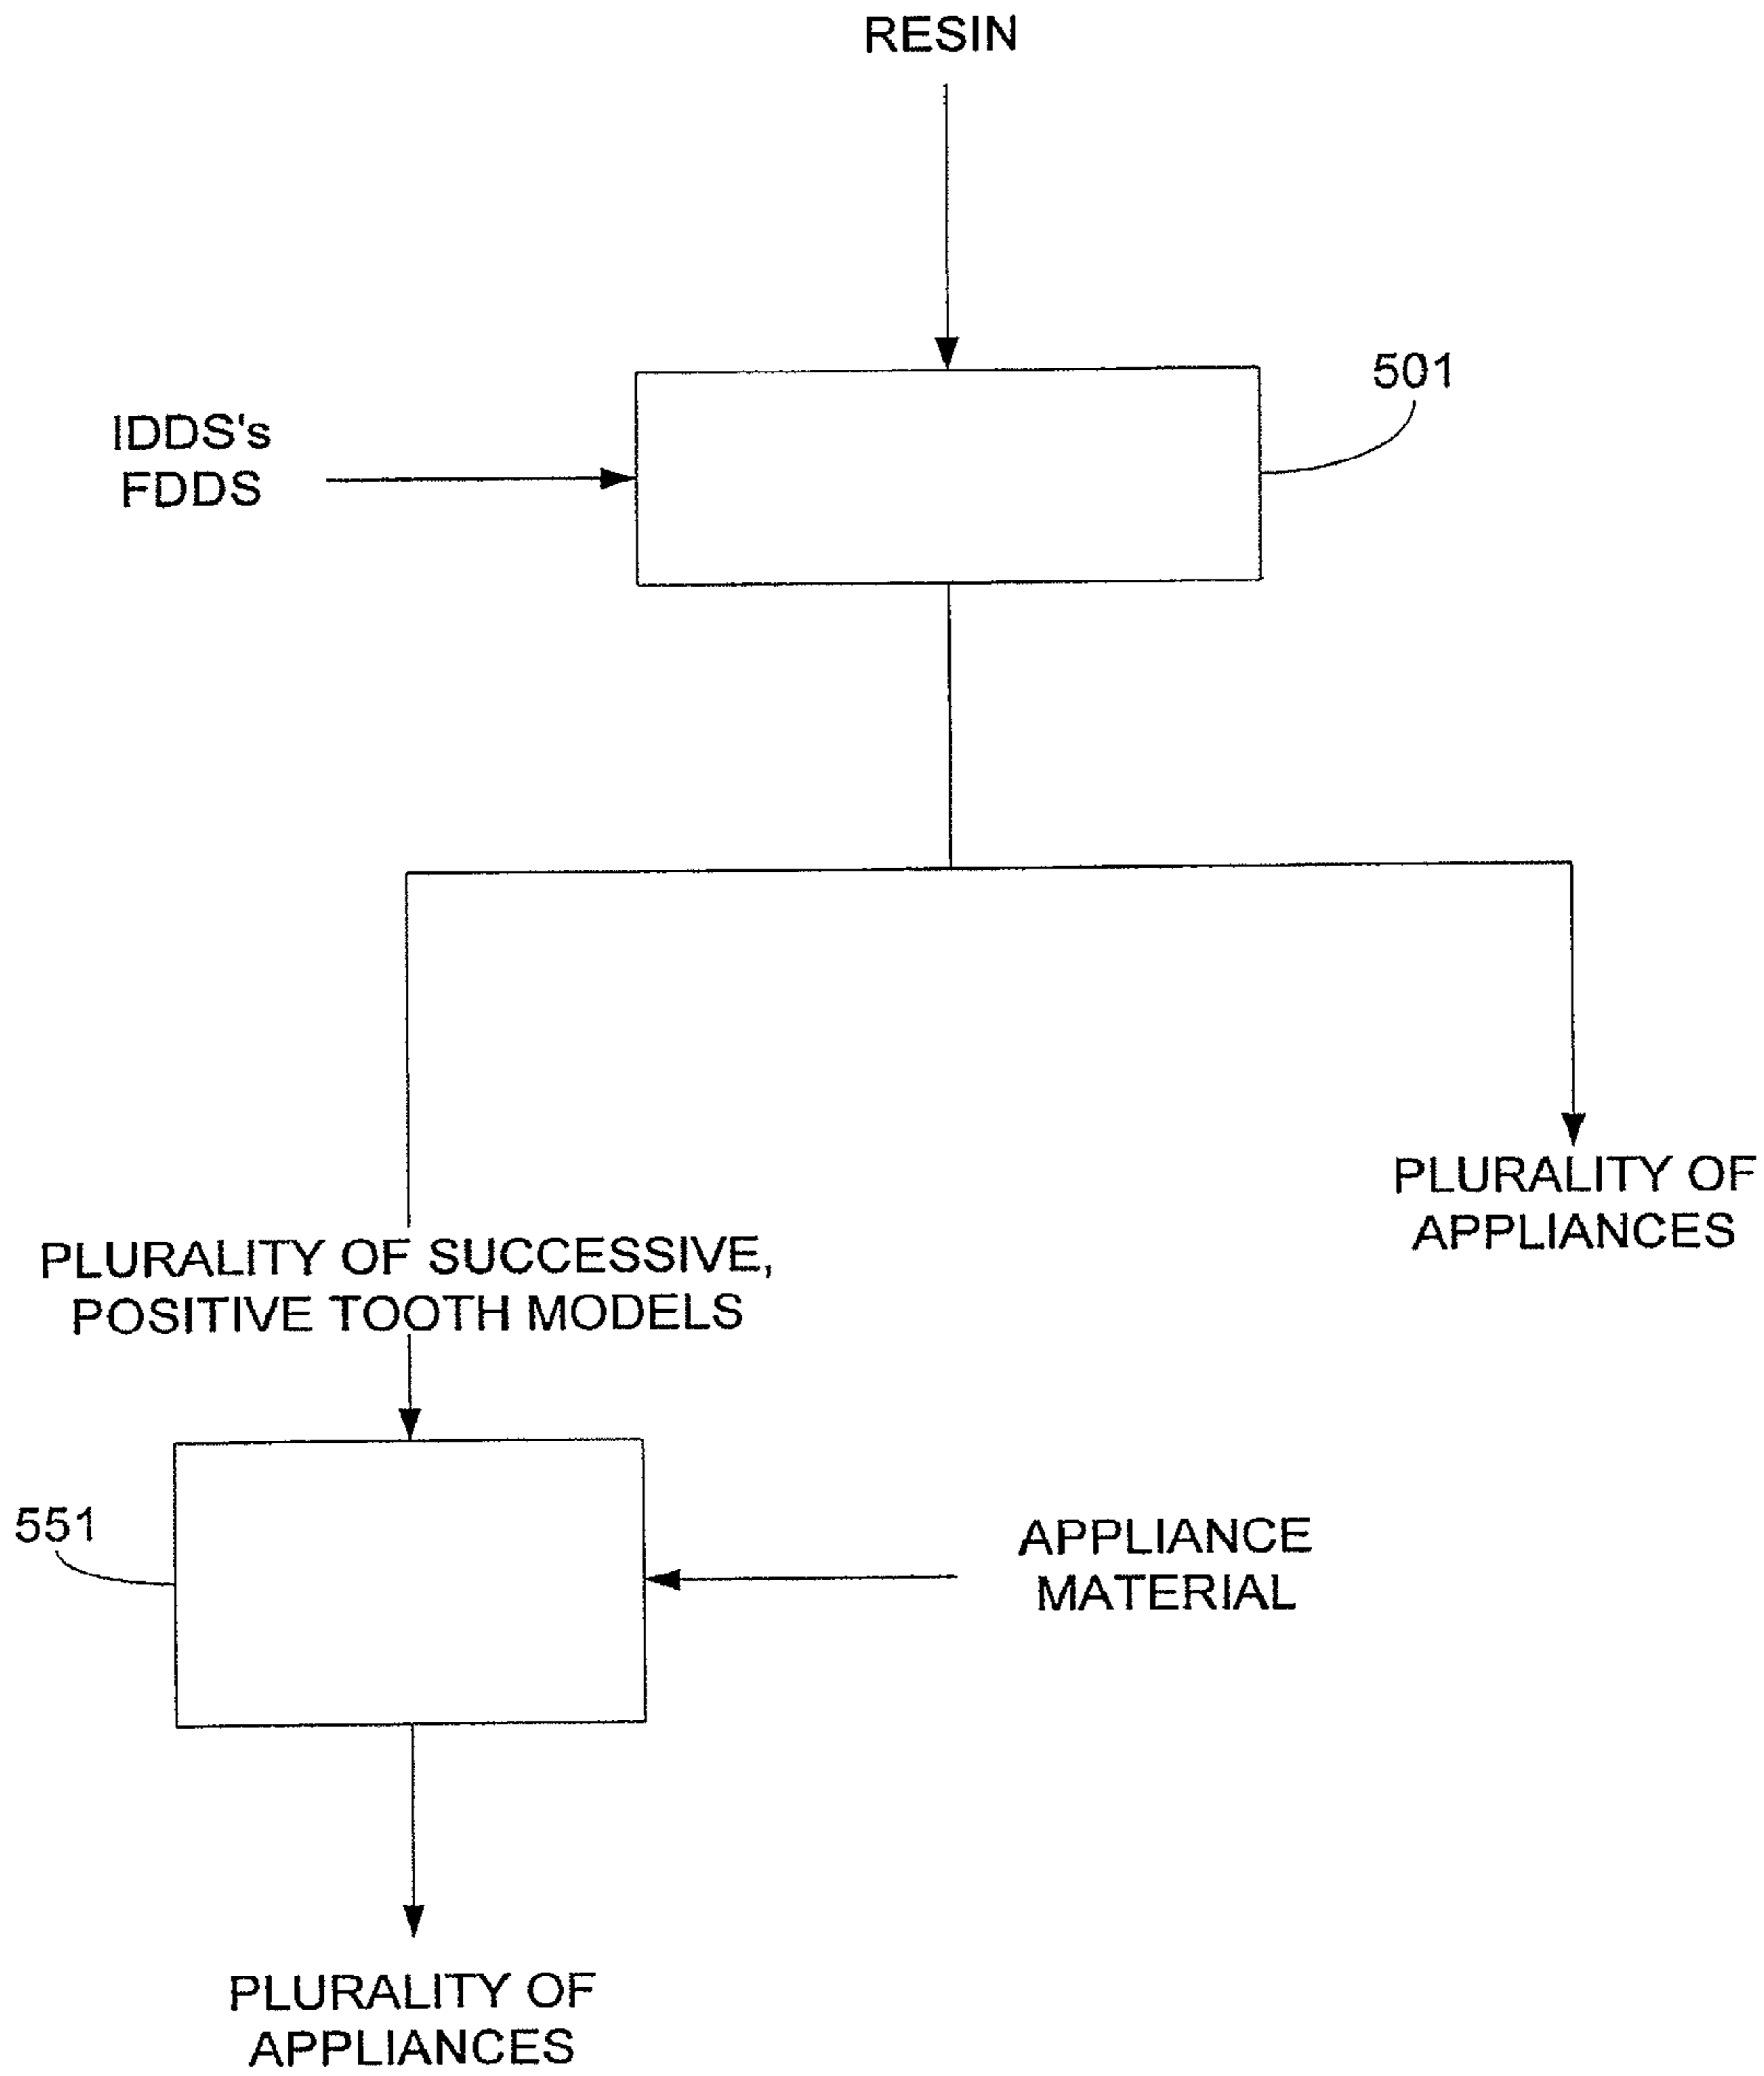 RESIN
501
IDDS's
FDDS
PLURALITY OF
APPLIANCES
PLURALITY OF SUCCESSIVE,
POSITIVE TOOTH MODELS
551
APPLIANCE
MATERIAL
PLURALITY OF
APPLIANCES